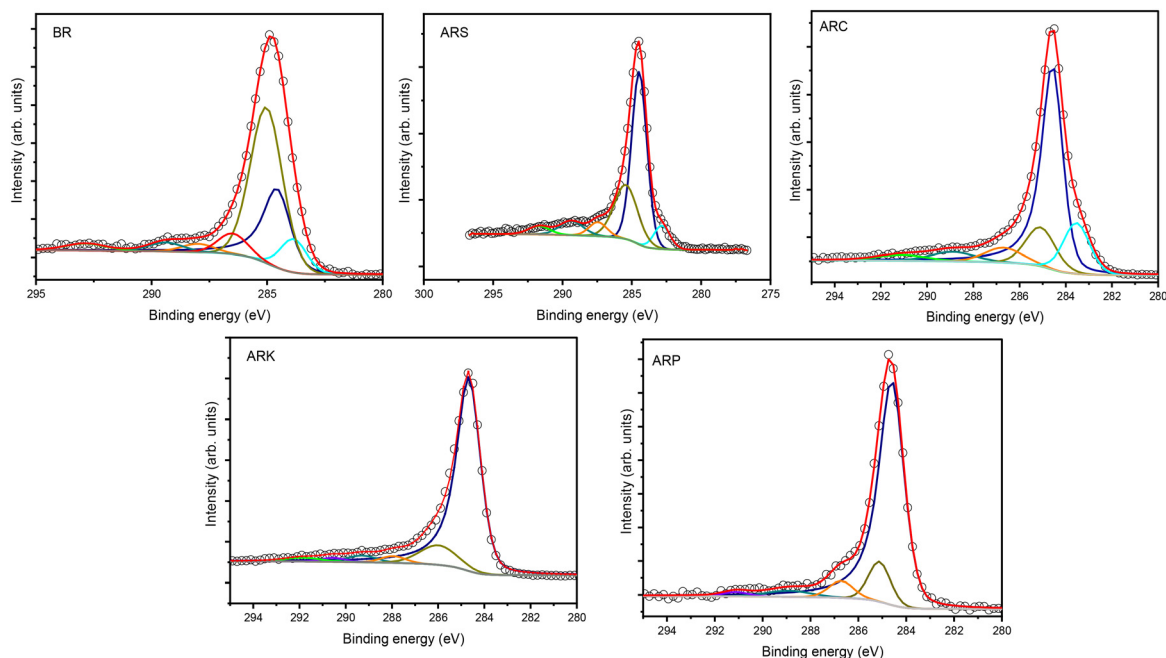 BR
Intensity (arb. units)
295 290 285 280
Binding energy (eV)
ARS
Intensity (arb. units)
300 295 290 285 280 275
Binding energy (eV)
ARC
Intensity (arb. units)
294 292 290 288 286 284 282 280
Binding energy (eV)
ARK
Intensity (arb. units)
294 292 290 288 286 284 282 280
Binding energy (eV)
ARP
Intensity (arb. units)
294 292 290 288 286 284 282 280
Binding energy (eV)